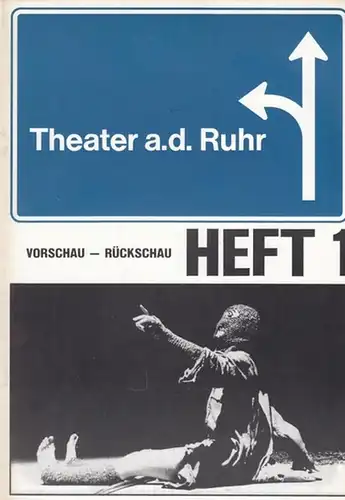 Theater a.d. Ruhr
VORSCHAU – RÜCKSCHAU HEFT 1